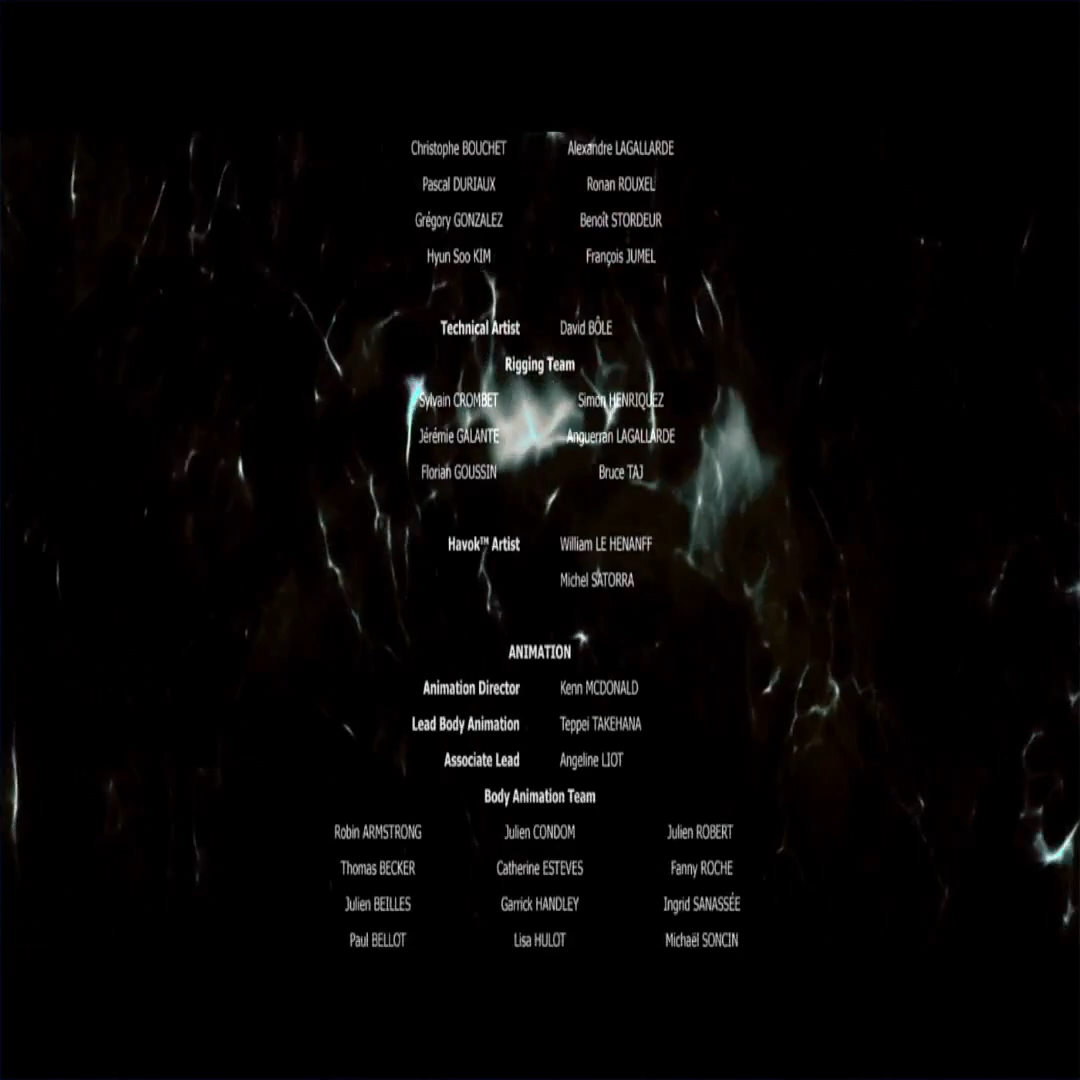 Christophe BOUCHET Alexandre LAGALLARDE
Pascal DURIAUX Ronan ROUXEL
Grégory GONZALEZ Benoît STORDEUR
Hyun Soo KIM François JUMEL
Technical Artist David BÔLE
Rigging Team
Sylvain CROMBET Simon HENRIQUEZ
Jérémie GALANTE Anguerran LAGALLARDE
Florian GOUSSIN Bruce TAJ
Havok™ Artist William LE HENANFF
Michel SATORRA
ANIMATION
Animation Director Kenn MCDONALD
Lead Body Animation Teppei TAKEHANA
Associate Lead Angeline LIOT
Body Animation Team
Robin ARMSTRONG Julien CONDOM Julien ROBERT
Thomas BECKER Catherine ESTEVES Fanny ROCHE
Julien BEILLES Garrick HANDLEY Ingrid SANASSÉE
Paul BELLOT Lisa HULOT Michaël SONCIN